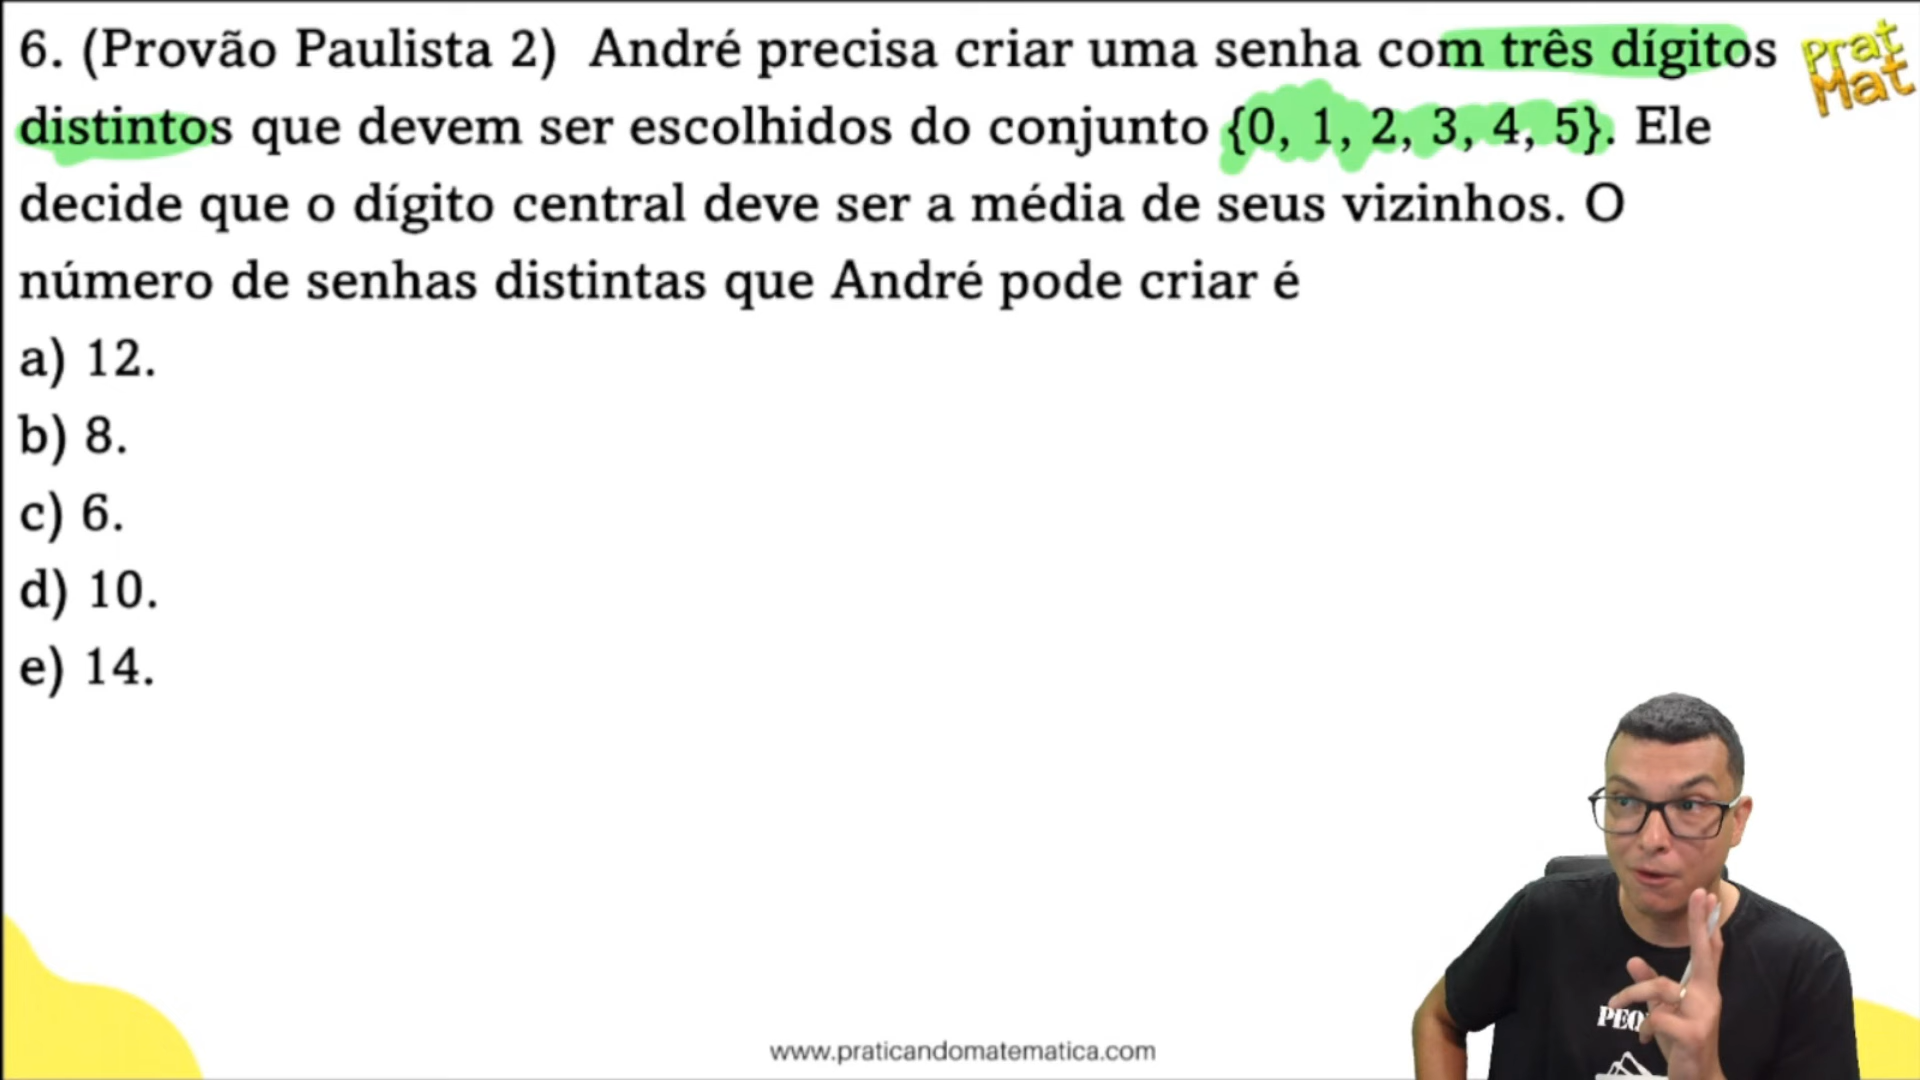 6. (Provão Paulista 2) André precisa criar uma senha com três dígitos
distintos que devem ser escolhidos do conjunto {0, 1, 2, 3, 4, 5}. Ele
decide que o dígito central deve ser a média de seus vizinhos. O
número de senhas distintas que André pode criar é
a) 12.
b) 8.
c) 6.
d) 10.
e) 14.
Prat
Mat
www.praticandomatematica.com